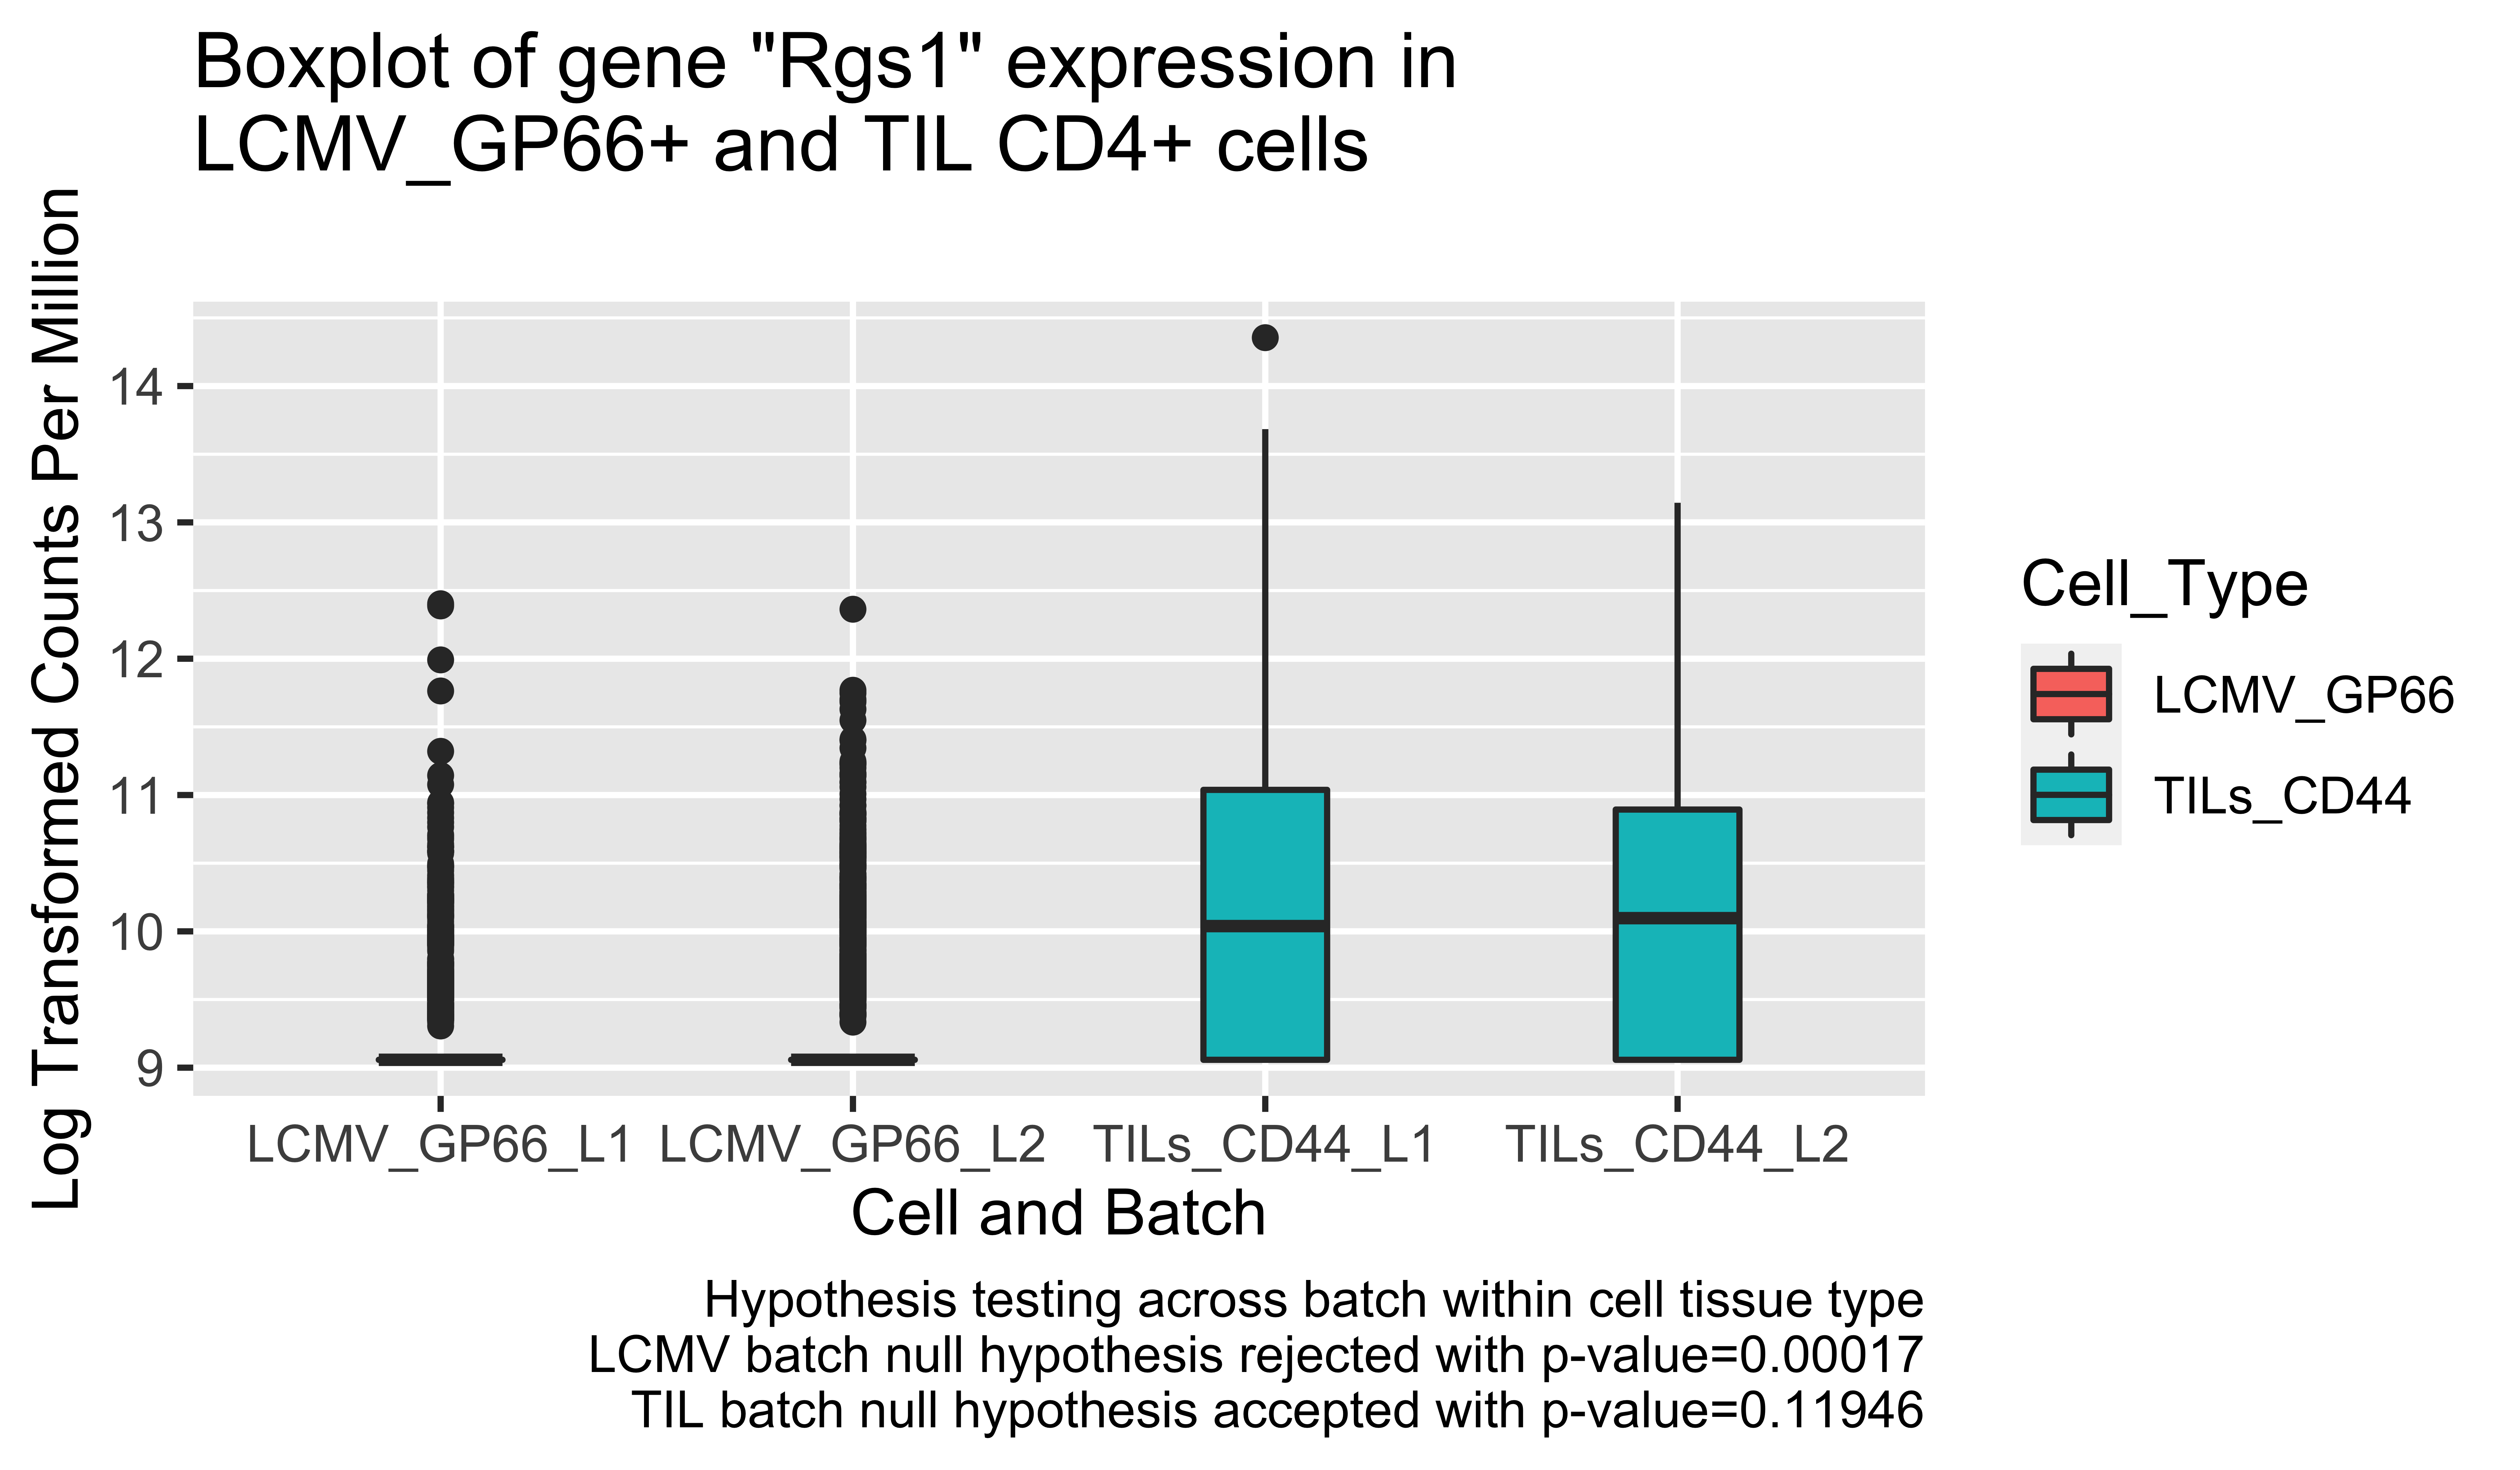 Boxplot of gene "Rgs1" expression in
LCMV_GP66+ and TIL CD4+ cells
Log Transformed Counts Per Million
14
13
12
11
10
9
LCMV_GP66_L1 LCMV_GP66_L2 TILs_CD44_L1 TILs_CD44_L2
Cell and Batch
Cell_Type
LCMV_GP66
TILs_CD44
Hypothesis testing across batch within cell tissue type
LCMV batch null hypothesis rejected with p-value=0.00017
TIL batch null hypothesis accepted with p-value=0.11946